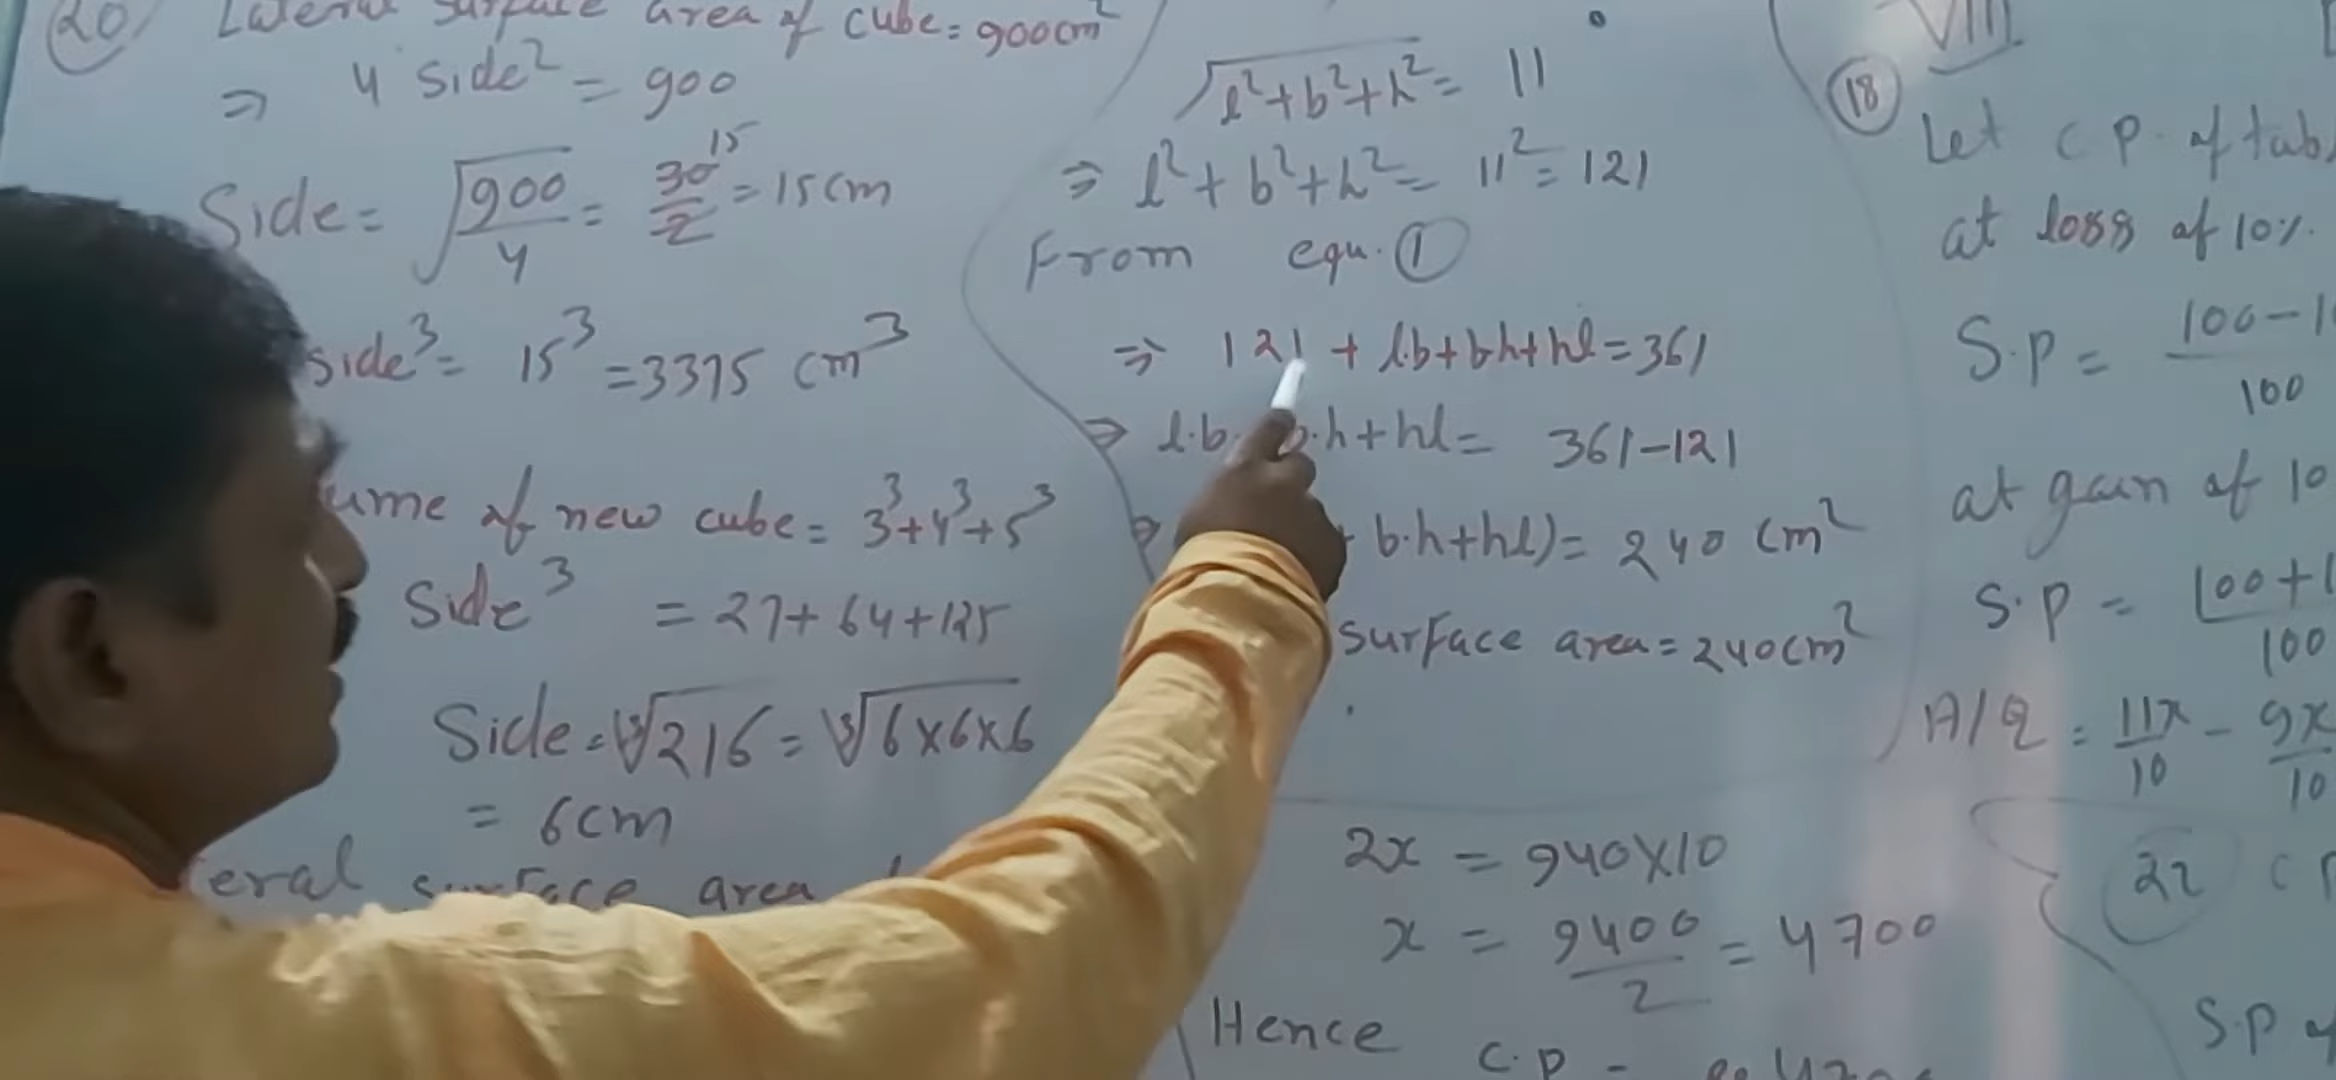 20 Lateral surface area of cube = 900cm²
⇒ 4 side² = 900
Side = √900/4 = 30/2 15 = 15cm
side³ = 15³ = 3375 cm³
ume of new cube = 3³+4³+5³
Side³ = 27+64+125
Side = ∛216 = ∛6×6×6
= 6cm
eral surface area
√l²+b²+h² = 11
⇒ l²+b²+h² = 11² = 121
From equ. ①
⇒ 121 + l.b+b.h+hl = 361
⇒ l.b b.h+hl = 361-121
⇒ b.h+hl) = 240 cm²
surface area = 240cm²
2x = 940×10
x = 9400/2 = 4700
Hence
C.P =
VIII
18
Let C.P. of tab
at loss of 10%.
S.P = 100-1/100
at gain of 10
S.P = 100+1/100
A/Q = 11x/10 - 9x/10
22 C P
S.P of